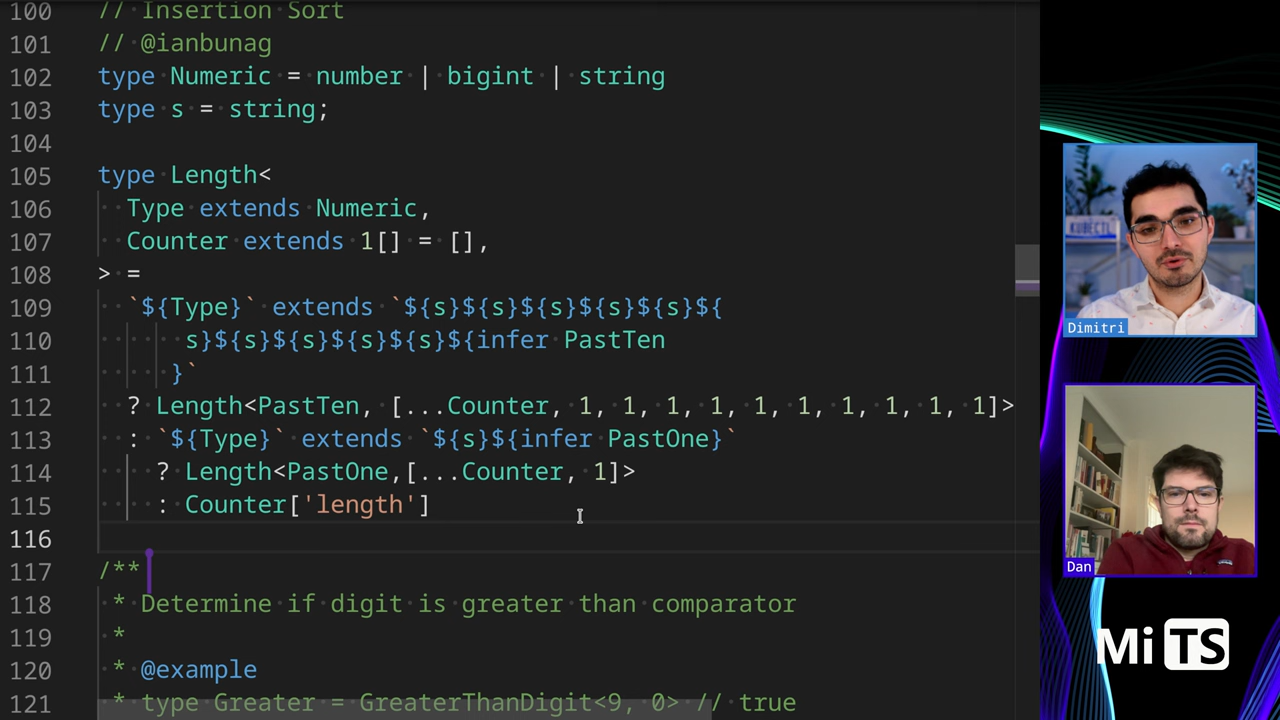 100 // Insertion Sort
101 // @ianbunag
102 type Numeric = number | bigint | string
103 type s = string;
104
105 type Length<
106 Type extends Numeric,
107 Counter extends 1[] = [],
108 > =
109 `${Type}` extends `${s}${s}${s}${s}${s}${
110 s}${s}${s}${s}${s}${infer PastTen
111 }`
112 ? Length<PastTen, [...Counter, 1, 1, 1, 1, 1, 1, 1, 1, 1, 1]>
113 : `${Type}` extends `${s}${infer PastOne}`
114 ? Length<PastOne,[...Counter, 1]>
115 : Counter['length']
116
117 /**
118 * Determine if digit is greater than comparator
119 *
120 * @example
121 * type Greater = GreaterThanDigit<9, 0> // true
KUBECTL
Dimitri
Dan
MiTS